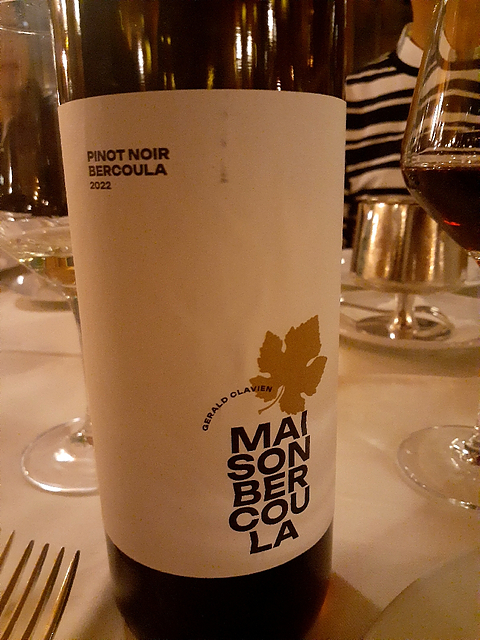 PINOT NOIR
BERCOULA
2022
GERALD CLAVIEN
MAI
SON
BER
COU
LA